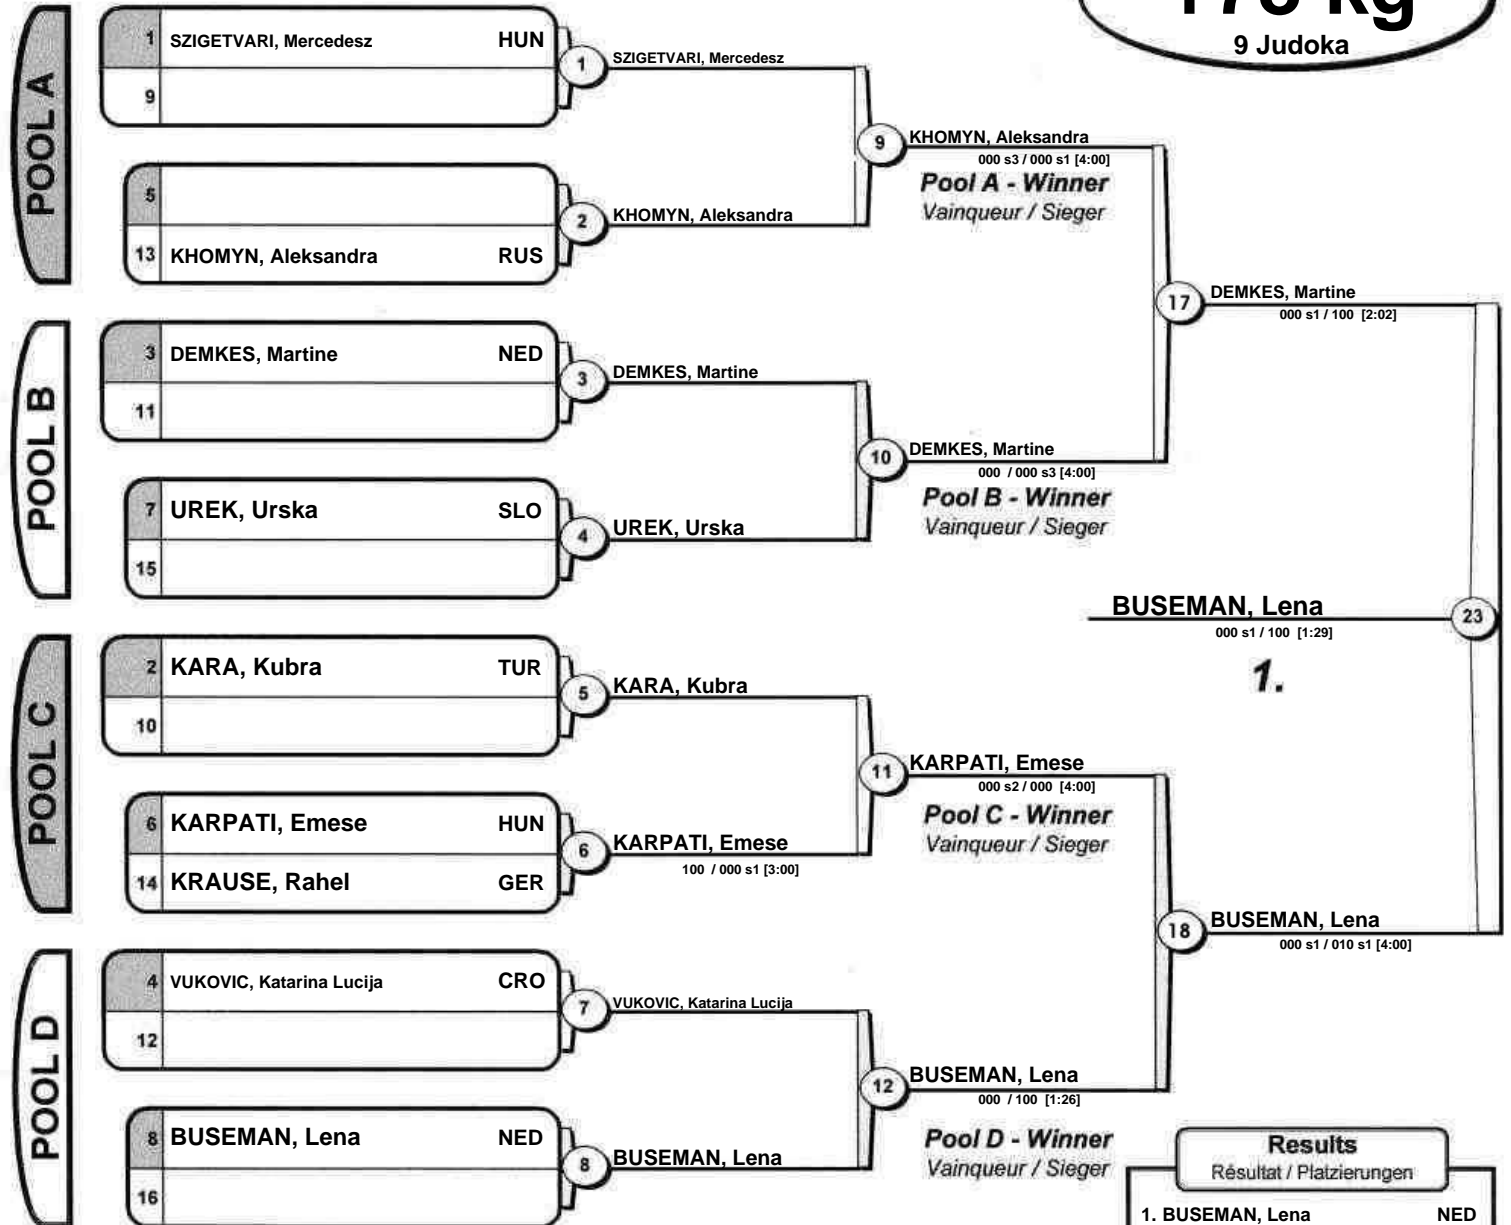 +78 kg
9 Judoka
POOL A
1 SZIGETVARI, Mercedesz HUN
9
5
13 KHOMYN, Aleksandra RUS
1 SZIGETVARI, Mercedesz
2 KHOMYN, Aleksandra
9 KHOMYN, Aleksandra
000 s3 / 000 s1 [4:00]
Pool A - Winner
Vainqueur / Sieger
POOL B
3 DEMKES, Martine NED
11
7 UREK, Urska SLO
15
3 DEMKES, Martine
4 UREK, Urska
10 DEMKES, Martine
000 / 000 s3 [4:00]
Pool B - Winner
Vainqueur / Sieger
17 DEMKES, Martine
000 s1 / 100 [2:02]
BUSEMAN, Lena 23
000 s1 / 100 [1:29]
1.
POOL C
2 KARA, Kubra TUR
10
6 KARPATI, Emese HUN
14 KRAUSE, Rahel GER
5 KARA, Kubra
6 KARPATI, Emese
100 / 000 s1 [3:00]
11 KARPATI, Emese
000 s2 / 000 [4:00]
Pool C - Winner
Vainqueur / Sieger
POOL D
4 VUKOVIC, Katarina Lucija CRO
12
8 BUSEMAN, Lena NED
16
7 VUKOVIC, Katarina Lucija
8 BUSEMAN, Lena
12 BUSEMAN, Lena
000 / 100 [1:26]
Pool D - Winner
Vainqueur / Sieger
18 BUSEMAN, Lena
000 s1 / 010 s1 [4:00]
Results
Résultat / Platzierungen
1. BUSEMAN, Lena NED